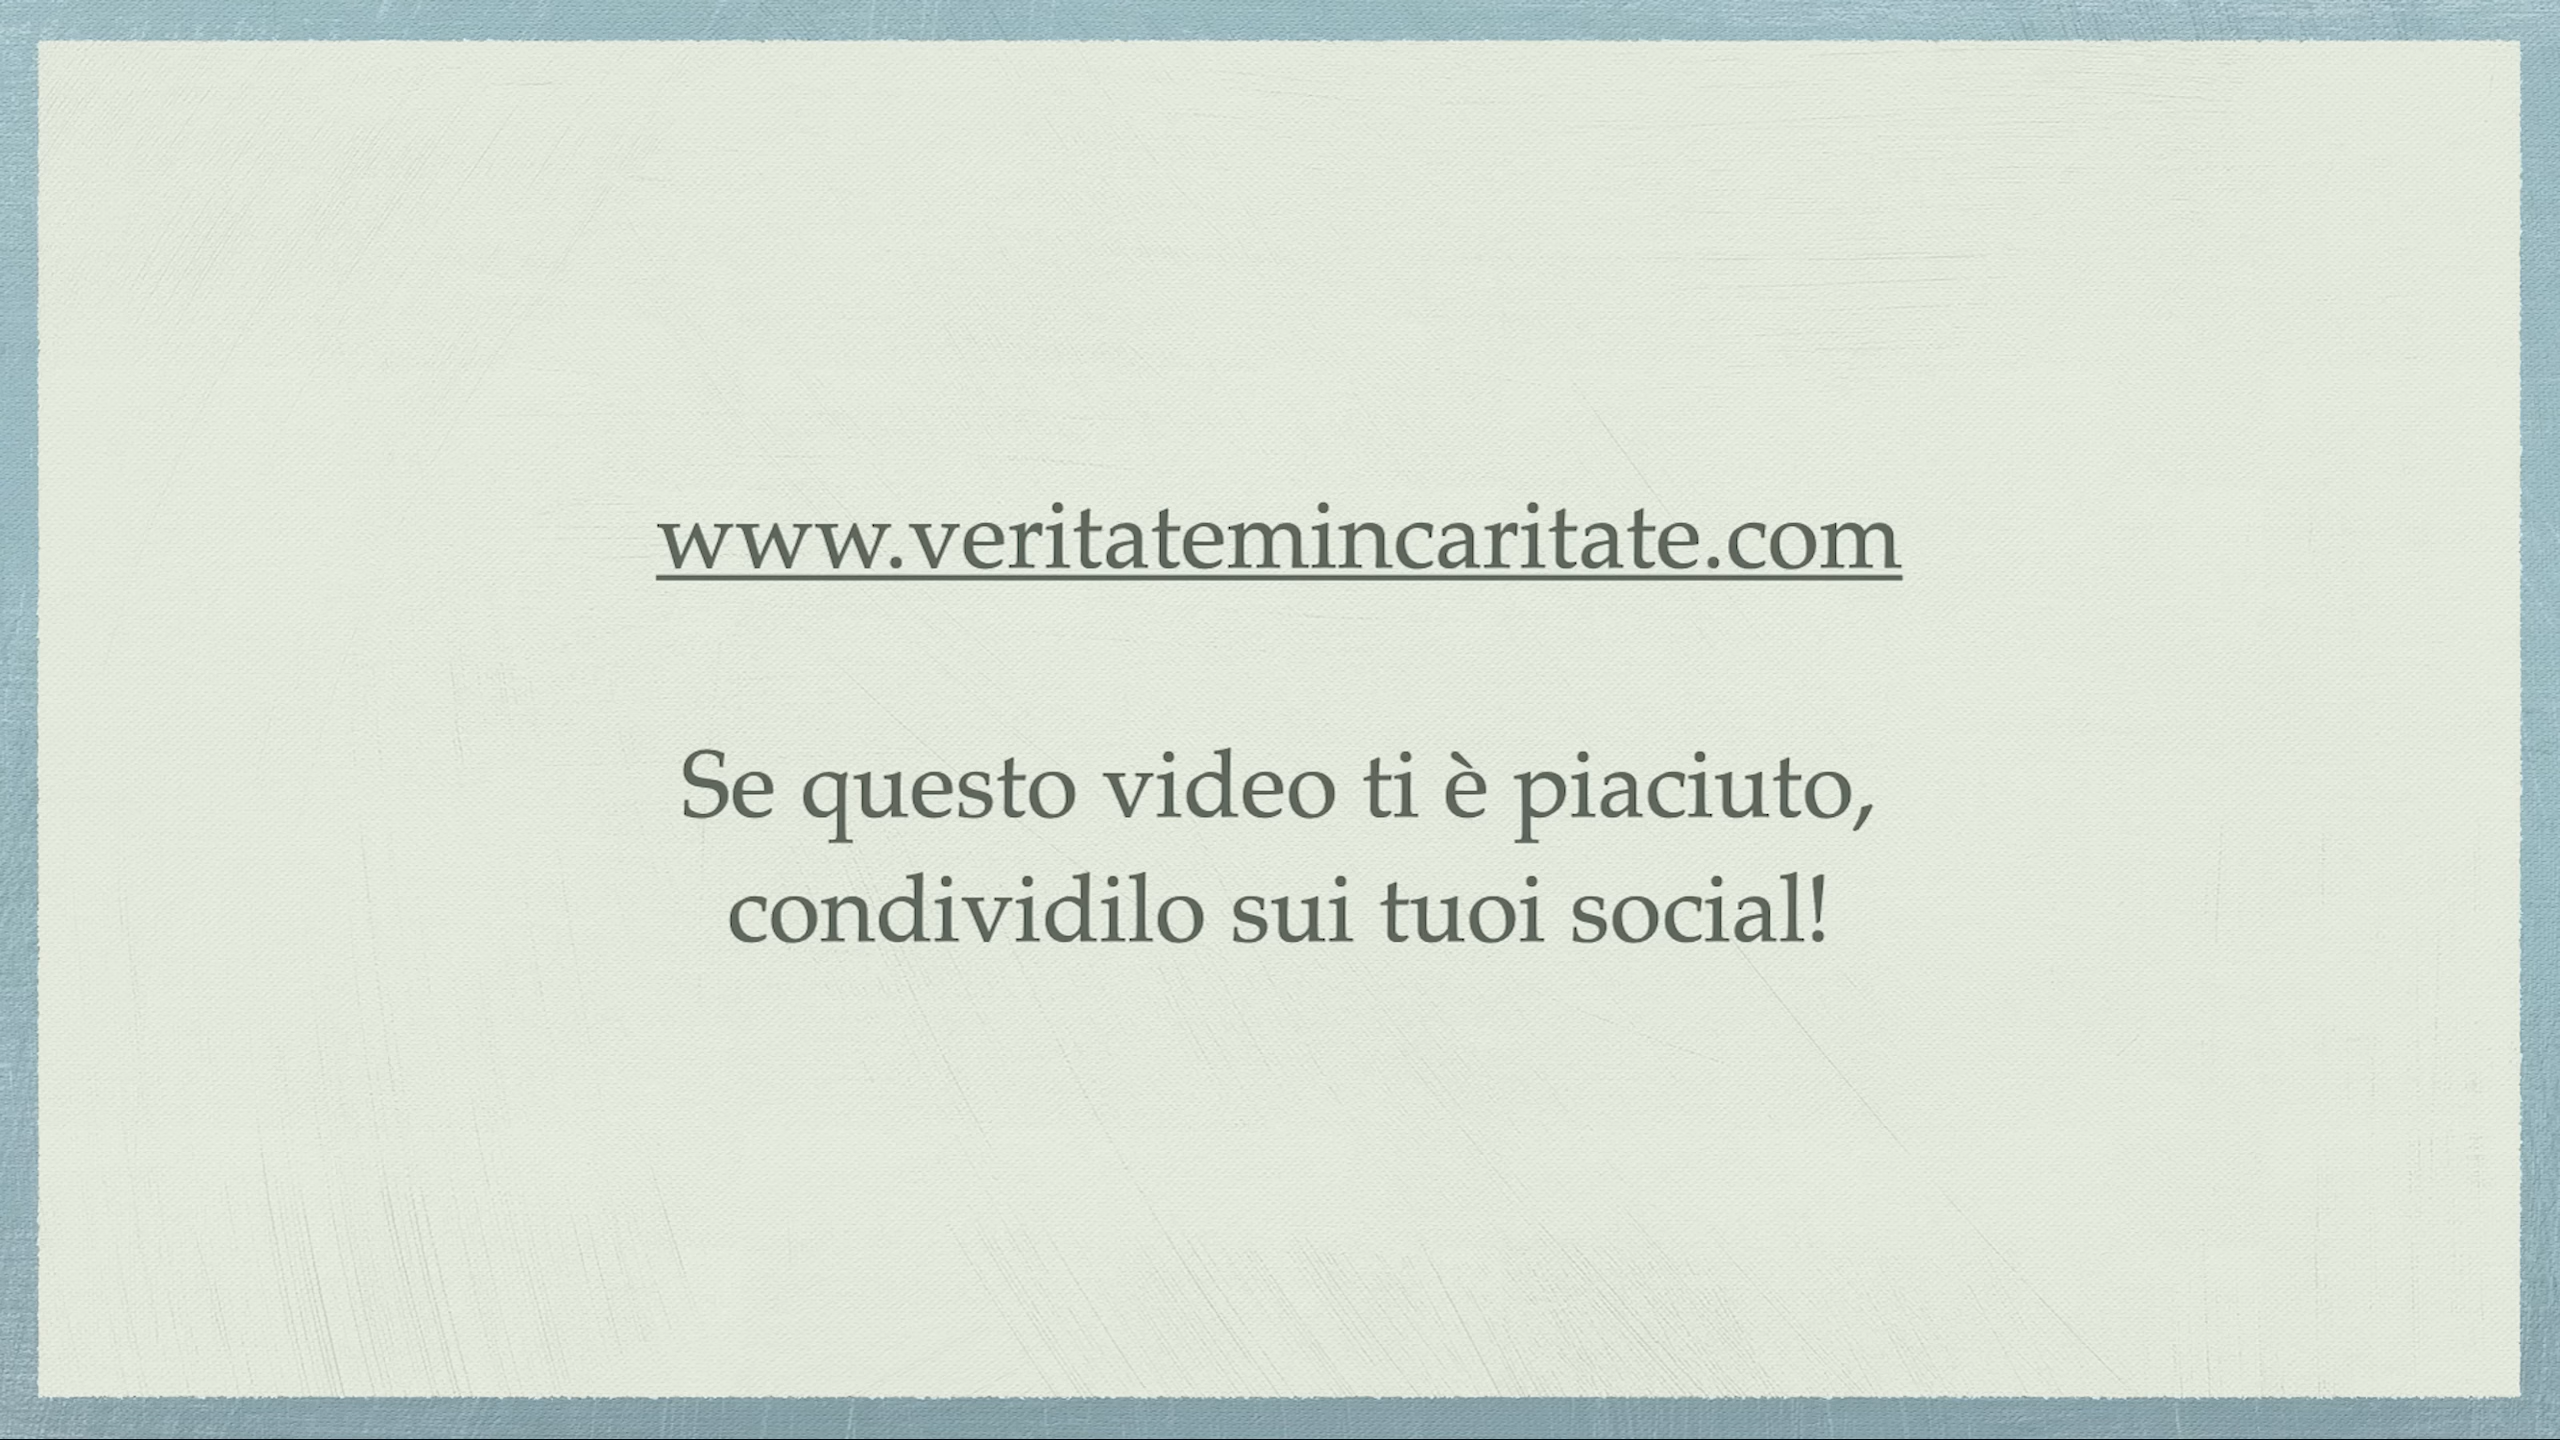 www.veritatemincaritate.com
Se questo video ti è piaciuto,
condividilo sui tuoi social!